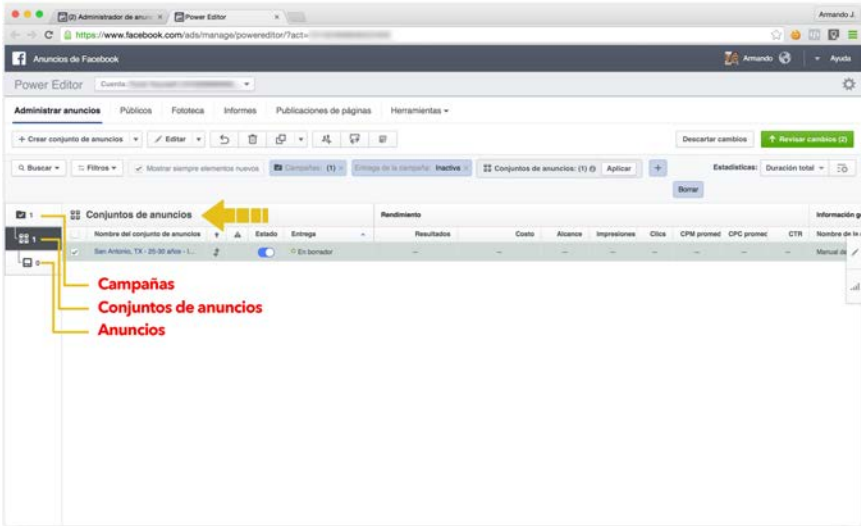 (2) Administrador de anun
Power Editor
Armando J.
https://www.facebook.com/ads/manage/powereditor/?act=
Anuncios de Facebook
Armando
Ayuda
Power Editor
Cuenta:
Administrar anuncios Públicos Fototeca Informes Publicaciones de páginas Herramientas
+ Crear conjunto de anuncios Editar Descartar cambios Revisar cambios (2)
Buscar Filtros Mostrar siempre elementos nuevos Campañas: (1) × Entrega de la campaña: Inactiva × Conjuntos de anuncios: (1) Aplicar + Estadísticas: Duración total
Borrar
1 Conjuntos de anuncios Rendimiento Información
1 Nombre del conjunto de anuncios Estado Entrega Resultados Costo Alcance Impresiones Clics CPM promed CPC promec CTR Nombre de la
San Antonio, TX - 20-30 años - I... En borrador — — — — — — — — Manual de
0
Campañas
Conjuntos de anuncios
Anuncios